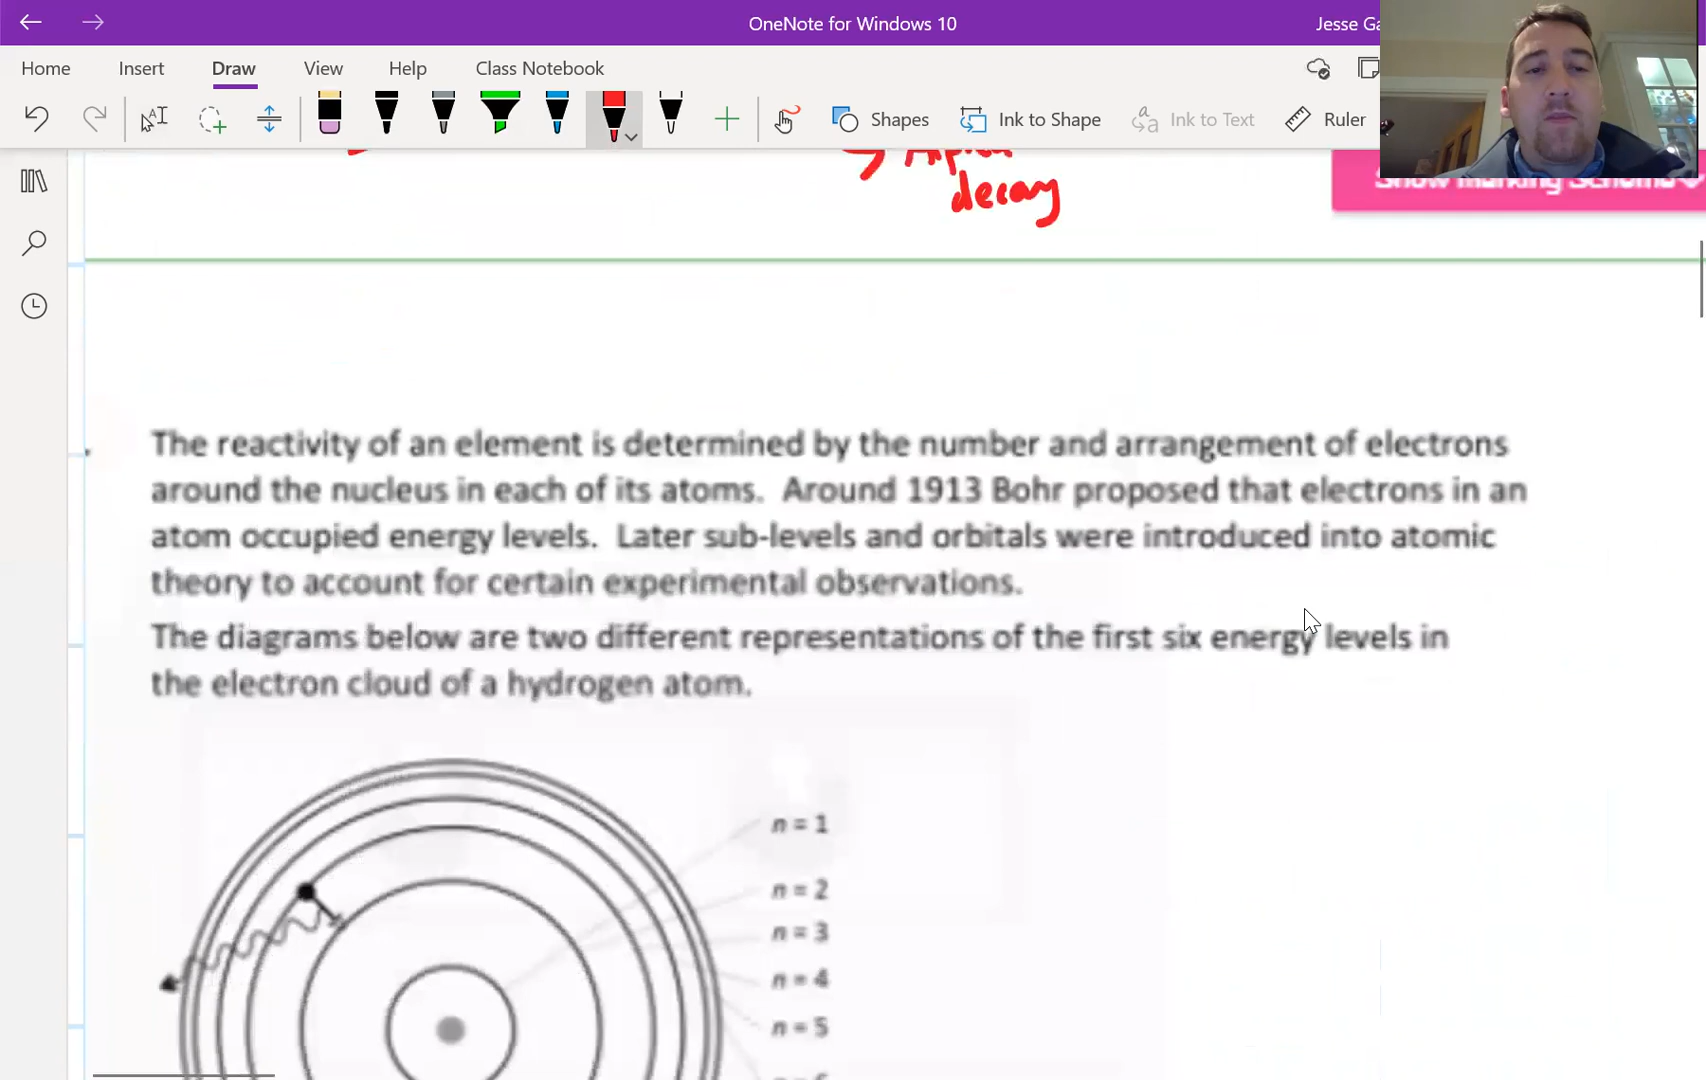 OneNote for Windows 10
Jesse Ga
Home Insert Draw View Help Class Notebook
Shapes Ink to Shape Ink to Text Ruler
decay
Show Marking Scheme
The reactivity of an element is determined by the number and arrangement of electrons
around the nucleus in each of its atoms. Around 1913 Bohr proposed that electrons in an
atom occupied energy levels. Later sub-levels and orbitals were introduced into atomic
theory to account for certain experimental observations.
The diagrams below are two different representations of the first six energy levels in
the electron cloud of a hydrogen atom.
n = 1
n = 2
n = 3
n = 4
n = 5